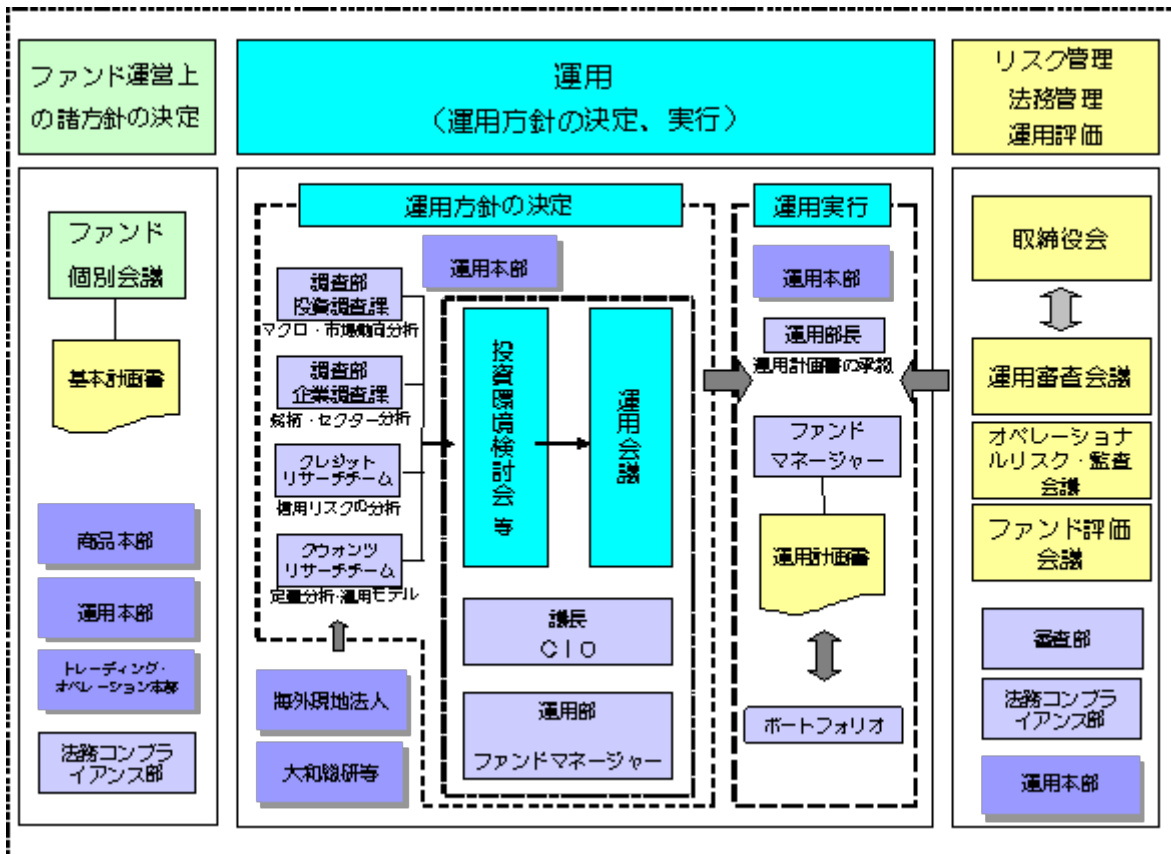 ファンド運営上
の諸方針の決定
運用
（運用方針の決定、実行）
リスク管理
法務管理
運用評価
ファンド
個別会議
基本計画書
商品本部
運用本部
トレーディング・
オペレーション本部
法務コンプラ
イアンス部
運用方針の決定
運用本部
調査部
投資調査課
マクロ・市場動向分析
調査部
企業調査課
銘柄・セクター分析
クレジット
リサーチチーム
信用リスクの分析
クウォンツ
リサーチチーム
定量分析・運用モデル
海外現地法人
大和総研等
投資環境検討会 等
運用会議
議長
ＣＩＯ
運用部
ファンドマネージャー
運用実行
運用本部
運用部長
運用計画書の承認
ファンド
マネージャー
運用計画書
ポートフォリオ
取締役会
運用審査会議
オペレーショナ
ルリスク・監査
会議
ファンド評価
会議
審査部
法務コンプラ
イアンス部
運用本部